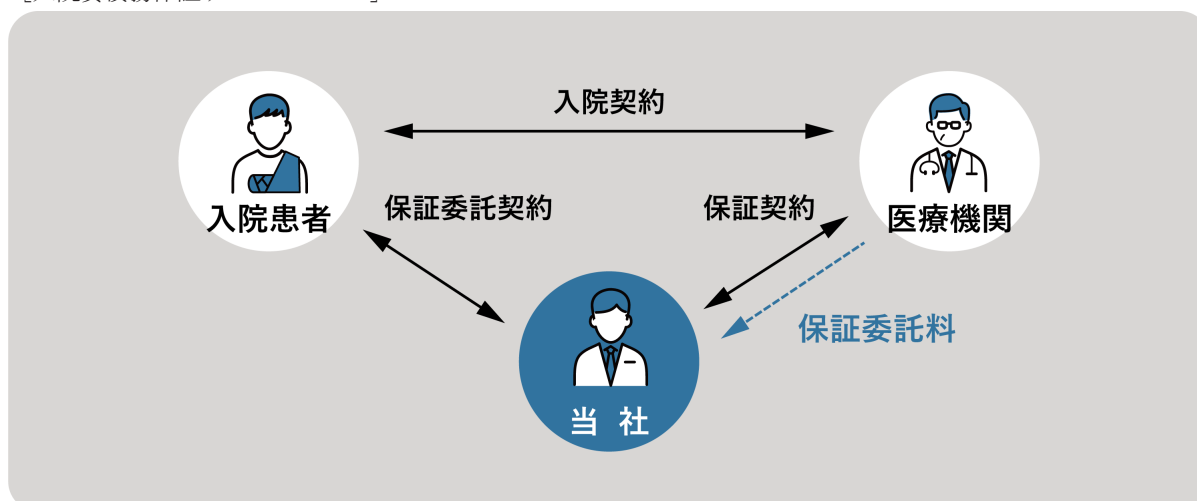 入院契約
入院患者
保証委託契約
保証契約
医療機関
保証委託料
当 社